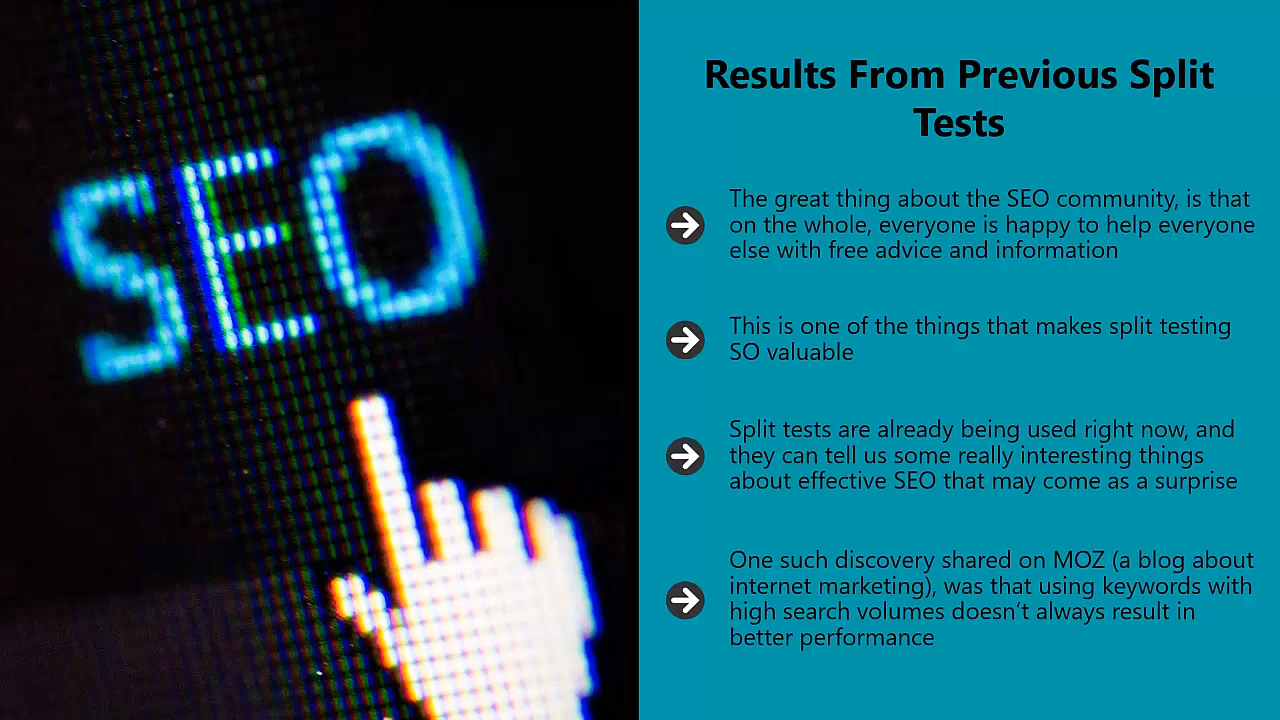 SEO
Results From Previous Split
Tests
The great thing about the SEO community, is that
on the whole, everyone is happy to help everyone
else with free advice and information
This is one of the things that makes split testing
SO valuable
Split tests are already being used right now, and
they can tell us some really interesting things
about effective SEO that may come as a surprise
One such discovery shared on MOZ (a blog about
internet marketing), was that using keywords with
high search volumes doesn’t always result in
better performance